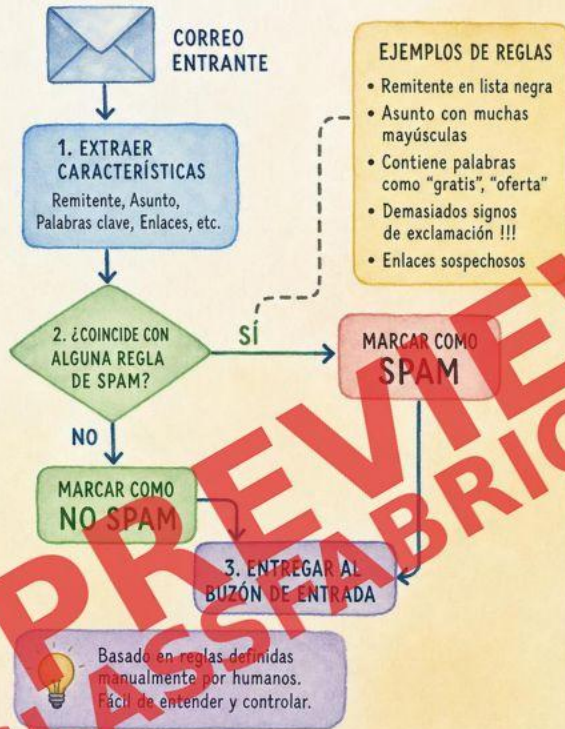 CORREO
ENTRANTE
1. EXTRAER
CARACTERÍSTICAS
Remitente, Asunto,
Palabras clave, Enlaces, etc.
EJEMPLOS DE REGLAS
• Remitente en lista negra
• Asunto con muchas
mayúsculas
• Contiene palabras
como "gratis", "oferta"
• Demasiados signos
de exclamación !!!
• Enlaces sospechosos
2. ¿COINCIDE CON
ALGUNA REGLA
DE SPAM?
SÍ
MARCAR COMO
SPAM
NO
MARCAR COMO
NO SPAM
3. ENTREGAR AL
BUZÓN DE ENTRADA
Basado en reglas definidas
manualmente por humanos.
Fácil de entender y controlar.